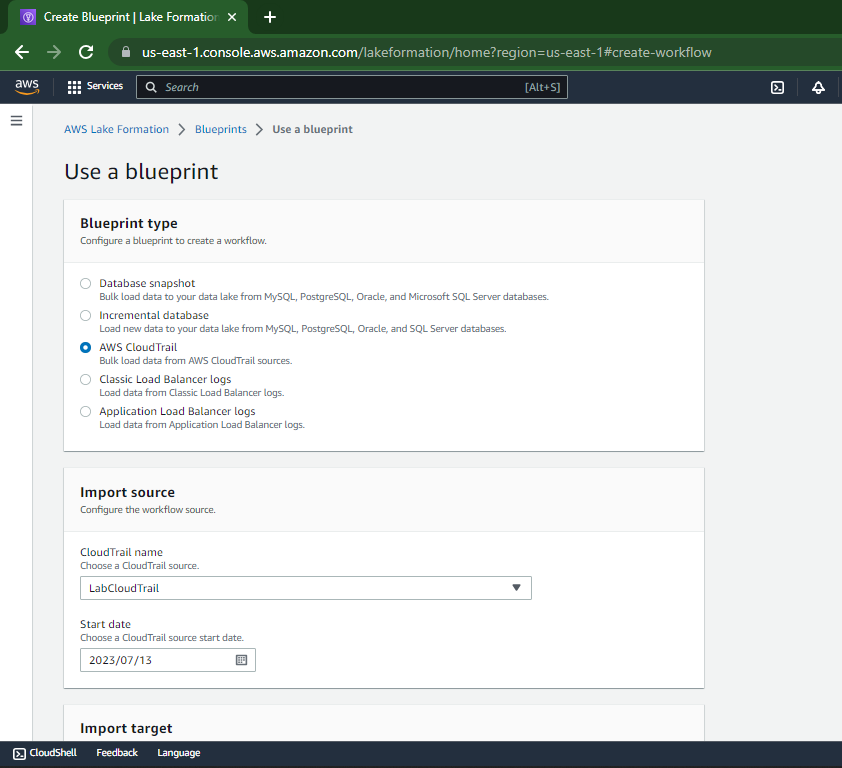 Create Blueprint | Lake Formation
us-east-1.console.aws.amazon.com/lakeformation/home?region=us-east-1#create-workflow
aws Services Search [Alt+S]
AWS Lake Formation Blueprints Use a blueprint
Use a blueprint
Blueprint type
Configure a blueprint to create a workflow.
Database snapshot
Bulk load data to your data lake from MySQL, PostgreSQL, Oracle, and Microsoft SQL Server databases.
Incremental database
Load new data to your data lake from MySQL, PostgreSQL, Oracle, and SQL Server databases.
AWS CloudTrail
Bulk load data from AWS CloudTrail sources.
Classic Load Balancer logs
Load data from Classic Load Balancer logs.
Application Load Balancer logs
Load data from Application Load Balancer logs.
Import source
Configure the workflow source.
CloudTrail name
Choose a CloudTrail source.
LabCloudTrail
Start date
Choose a CloudTrail source start date.
2023/07/13
Import target
CloudShell Feedback Language